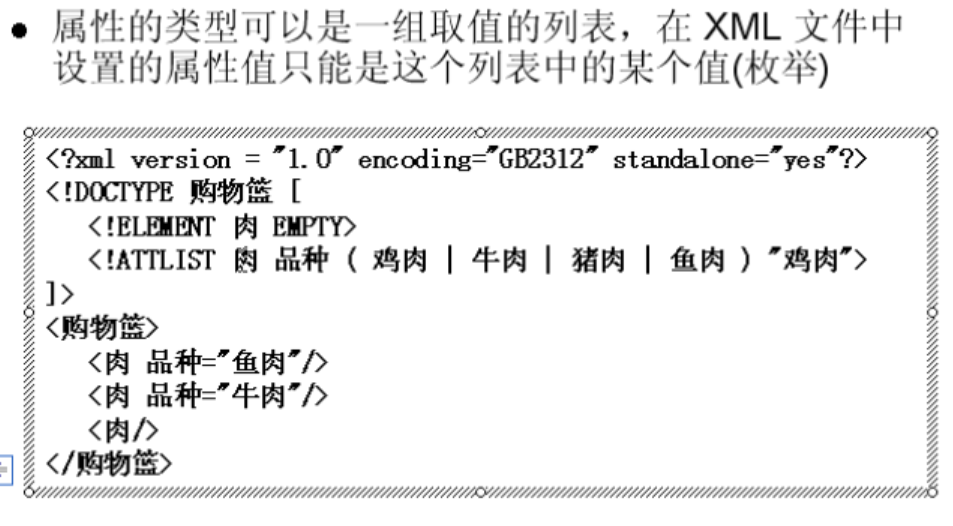 ● 属性的类型可以是一组取值的列表，在 XML 文件中
设置的属性值只能是这个列表中的某个值(枚举)
<?xml version = "1.0" encoding="GB2312" standalone="yes"?>
<!DOCTYPE 购物篮 [
<!ELEMENT 肉 EMPTY>
<!ATTLIST 肉 品种 ( 鸡肉 | 牛肉 | 猪肉 | 鱼肉 ) "鸡肉">
]>
<购物篮>
<肉 品种="鱼肉"/>
<肉 品种="牛肉"/>
<肉/>
</购物篮>